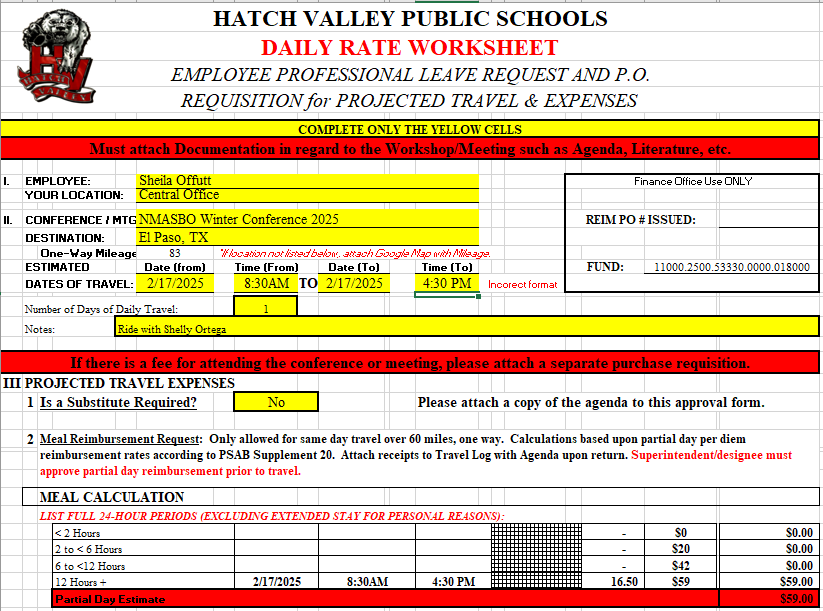 HATCH VALLEY PUBLIC SCHOOLS
DAILY RATE WORKSHEET
EMPLOYEE PROFESSIONAL LEAVE REQUEST AND P.O.
REQUISITION for PROJECTED TRAVEL & EXPENSES
HV
HATCH VALLEY
COMPLETE ONLY THE YELLOW CELLS
Must attach Documentation in regard to the Workshop/Meeting such as Agenda, Literature, etc.
I. EMPLOYEE: Sheila Offutt
YOUR LOCATION: Central Office
Finance Office Use ONLY
II. CONFERENCE / MTG NMASBO Winter Conference 2025
REIM PO # ISSUED:
DESTINATION: El Paso, TX
One-Way Mileage 83 "If location not listed below, attach Google Map with Mileage.
ESTIMATED Date (from) Time (From) Date (To) Time (To)
FUND: 11000.2500.53330.0000.018000
DATES OF TRAVEL: 2/17/2025 8:30AM TO 2/17/2025 4:30 PM Incorect format
Number of Days of Daily Travel: 1
Notes: Ride with Shelly Ortega
If there is a fee for attending the conference or meeting, please attach a separate purchase requisition.
III PROJECTED TRAVEL EXPENSES
1 Is a Substitute Required? No Please attach a copy of the agenda to this approval form.
2 Meal Reimbursement Request: Only allowed for same day travel over 60 miles, one way. Calculations based upon partial day per diem
reimbursement rates according to PSAB Supplement 20. Attach receipts to Travel Log with Agenda upon return. Superintendent/designee must
approve partial day reimbursement prior to travel.
MEAL CALCULATION
LIST FULL 24-HOUR PERIODS (EXCLUDING EXTENDED STAY FOR PERSONAL REASONS):
< 2 Hours - $0 $0.00
2 to < 6 Hours - $20 $0.00
6 to <12 Hours - $42 $0.00
12 Hours + 2/17/2025 8:30AM 4:30 PM 16.50 $59 $59.00
Partial Day Estimate $59.00